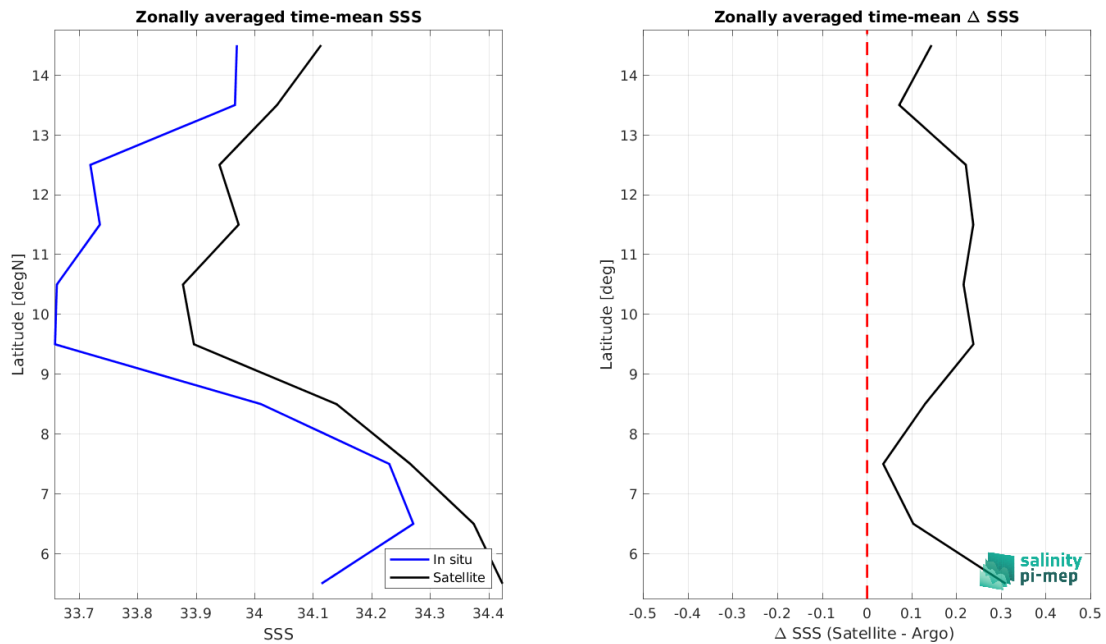 Zonally averaged time-mean SSS
14
13
12
11
10
9
8
7
6
Latitude [degN]
33.7 33.8 33.9 34 34.1 34.2 34.3 34.4
SSS
In situ
Satellite
Zonally averaged time-mean Δ SSS
14
13
12
11
10
9
8
7
6
Latitude [deg]
-0.5 -0.4 -0.3 -0.2 -0.1 0 0.1 0.2 0.3 0.4 0.5
Δ SSS (Satellite - Argo)
salinity
pi-mep